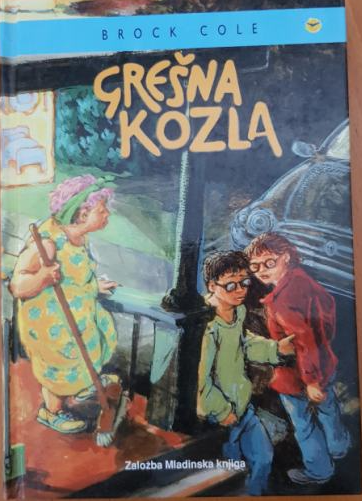 BROCK COLE
GREŠNA
KOZLA
Založba Mladinska knjiga